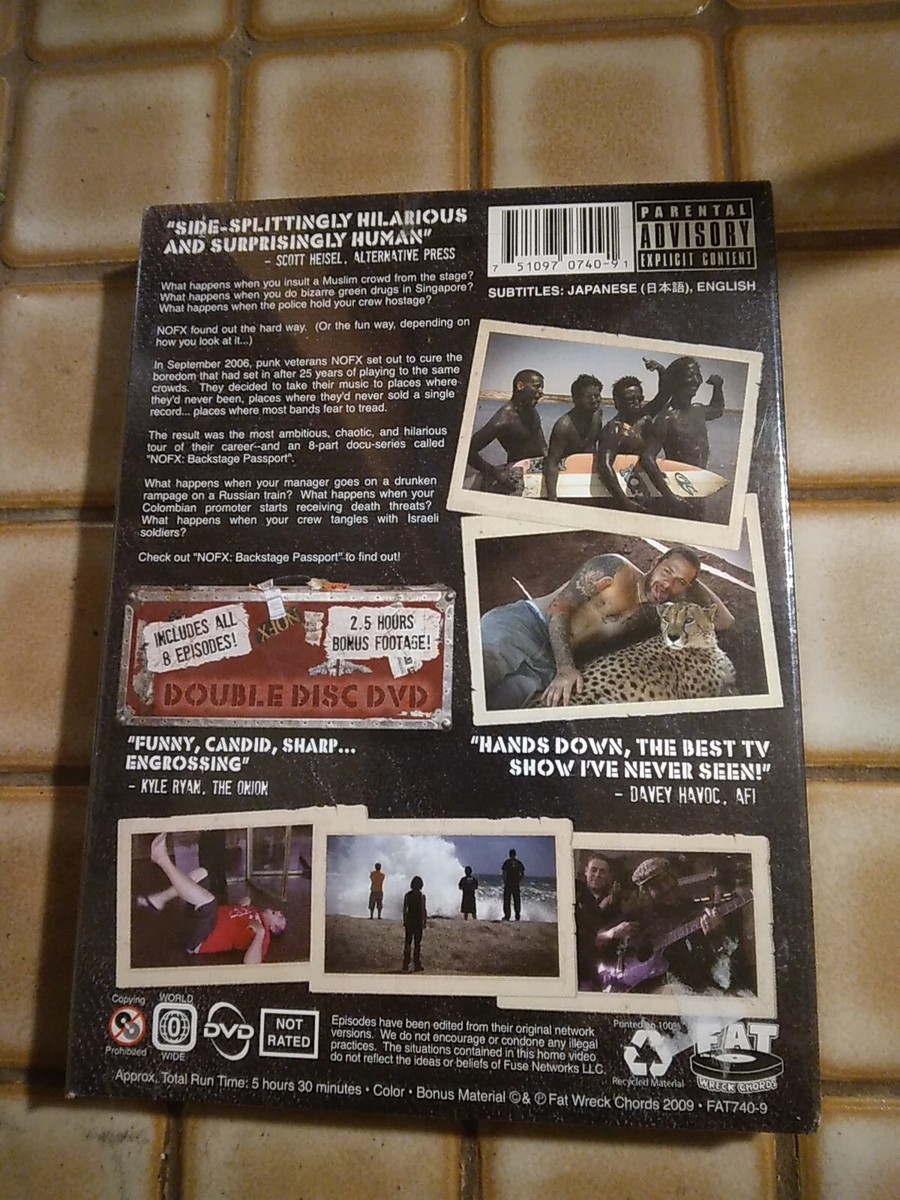 "SIDE-SPLITTINGLY HILARIOUS
AND SURPRISINGLY HUMAN"
- SCOTT HEISEL, ALTERNATIVE PRESS
What happens when you insult a Muslim crowd from the stage?
What happens when you do bizarre green drugs in Singapore?
What happens when the police hold your crew hostage?
NOFX found out the hard way. (Or the fun way, depending on
how you look at it...)
In September 2006, punk veterans NOFX set out to cure the
boredom that had set in after 25 years of playing to the same
crowds. They decided to take their music to places where
they'd never been, places where they'd never sold a single
record... places where most bands fear to tread.
The result was the most ambitious, chaotic, and hilarious
tour of their career--and an 8-part docu-series called
"NOFX: Backstage Passport".
What happens when your manager goes on a drunken
rampage on a Russian train? What happens when your
Colombian promoter starts receiving death threats?
What happens when your crew tangles with Israeli
soldiers?
Check out "NOFX: Backstage Passport" to find out!
7 51097 0740-9 1
PARENTAL
ADVISORY
EXPLICIT CONTENT
SUBTITLES: JAPANESE (日本語), ENGLISH
INCLUDES ALL
8 EPISODES!
NOFX
2.5 HOURS
BONUS FOOTAGE!
DOUBLE DISC DVD
"FUNNY, CANDID, SHARP...
ENGROSSING"
- KYLE RYAN, THE ONION
"HANDS DOWN, THE BEST TV
SHOW I'VE NEVER SEEN!"
- DAVEY HAVOC, AFI
Copying
Prohibited
WORLD
0
WIDE
DVD
NOT
RATED
Episodes have been edited from their original network
versions. We do not encourage or condone any illegal
practices. The situations contained in this home video
do not reflect the ideas or beliefs of Fuse Networks LLC.
Printed on 100%
Recycled Material
FAT
WRECK CHORDS
Approx. Total Run Time: 5 hours 30 minutes • Color • Bonus Material ©& ℗ Fat Wreck Chords 2009 • FAT740-9